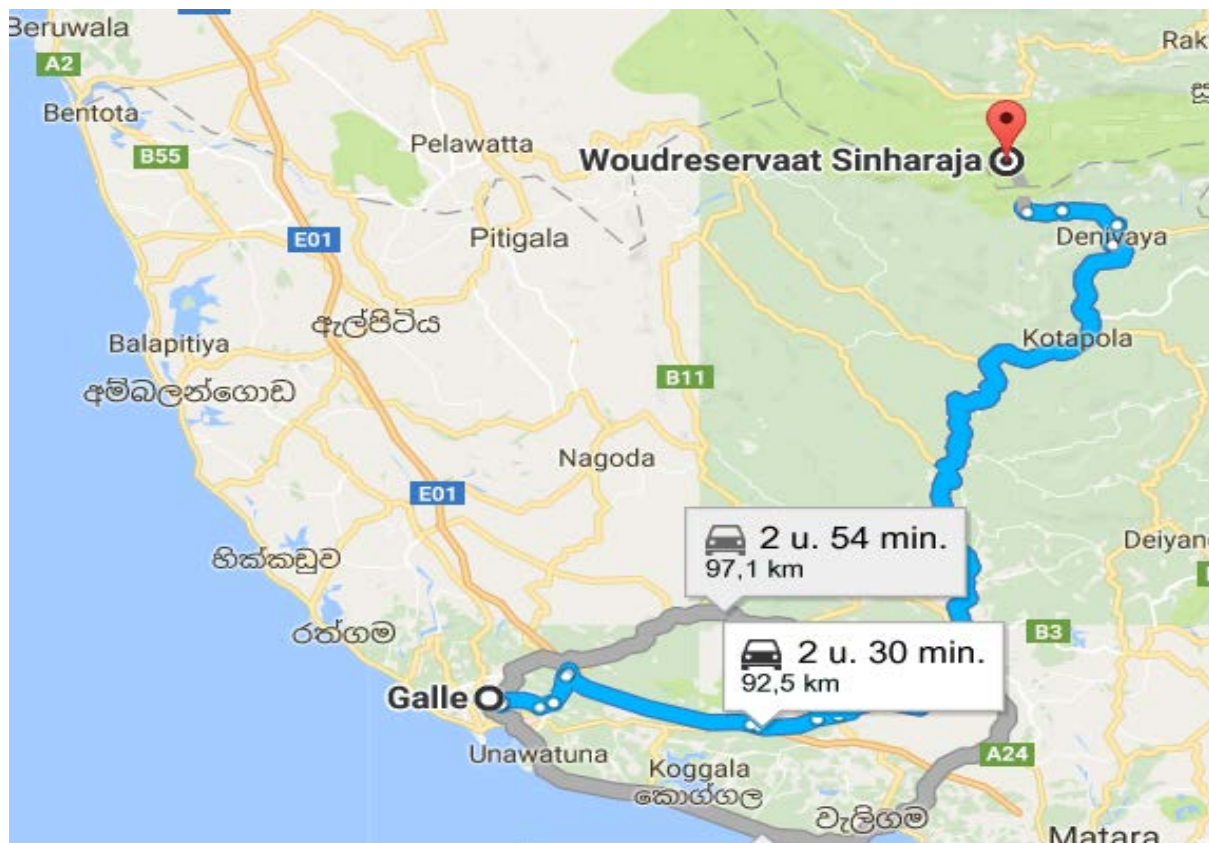 Beruwala
A2
Rak
Bentota
B55
Pelawatta
Woudreservaat Sinharaja
E01
Pitigala
Deniyaya
ඇල්පිටිය
Kotapola
Balapitiya
B11
අම්බලන්ගොඩ
Nagoda
E01
2 u. 54 min.
97,1 km
Deiyan
හික්කඩුව
රත්ගම
B3
2 u. 30 min.
92,5 km
Galle
Unawatuna
A24
Koggala
කොග්ගල
වැලිගම
Matara